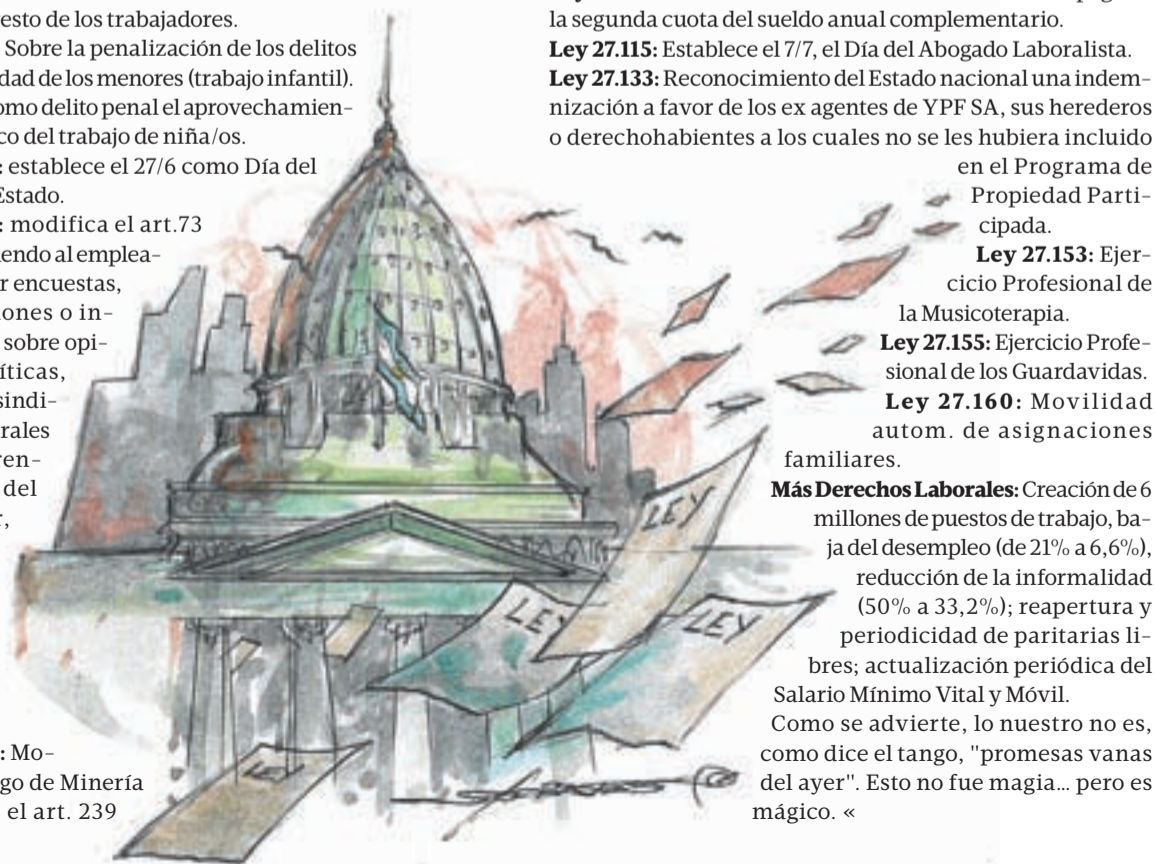 esto de los trabajadores.
Sobre la penalización de los delitos
dad de los menores (trabajo infantil).
omo delito penal el aprovechamien-
co del trabajo de niña/os.
: establece el 27/6 como Día del
Estado.
: modifica el art.73
endo al emplea-
r encuestas,
ones o in-
sobre opi-
íticas,
sindi-
rales
ren-
del
r,
: Mo-
go de Minería
el art. 239
la segunda cuota del sueldo anual complementario.
Ley 27.115: Establece el 7/7, el Día del Abogado Laboralista.
Ley 27.133: Reconocimiento del Estado nacional una indem-
nización a favor de los ex agentes de YPF SA, sus herederos
o derechohabientes a los cuales no se les hubiera incluido
en el Programa de
Propiedad Parti-
cipada.
Ley 27.153: Ejer-
cicio Profesional de
la Musicoterapia.
Ley 27.155: Ejercicio Profe-
sional de los Guardavidas.
Ley 27.160: Movilidad
autom. de asignaciones
familiares.
Más Derechos Laborales: Creación de 6
millones de puestos de trabajo, ba-
ja del desempleo (de 21% a 6,6%),
reducción de la informalidad
(50% a 33,2%); reapertura y
periodicidad de paritarias li-
bres; actualización periódica del
Salario Mínimo Vital y Móvil.
Como se advierte, lo nuestro no es,
como dice el tango, "promesas vanas
del ayer". Esto no fue magia... pero es
mágico. «
LEY
LEY
LEY
LEY